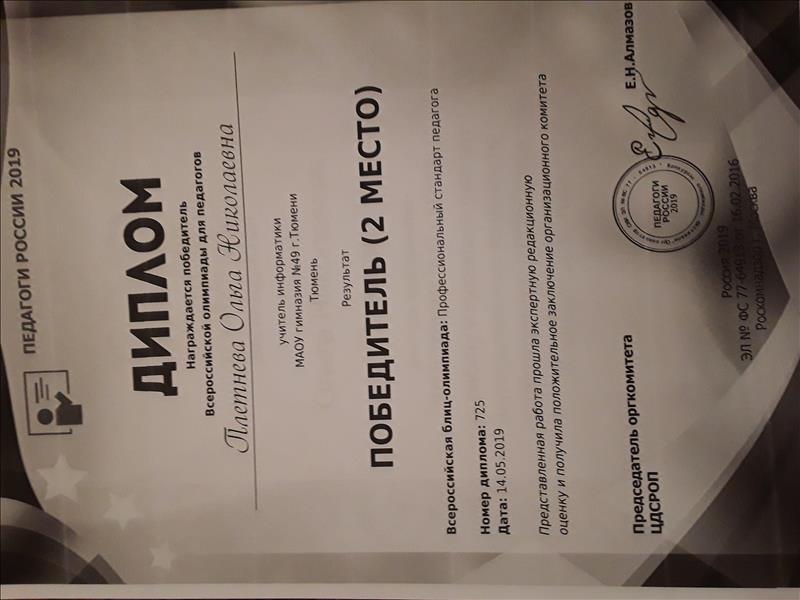 ПЕДАГОГИ РОССИИ 2019
ДИПЛОМ
Награждается победитель
Всероссийской олимпиады для педагогов
Плетнева Ольга Николаевна
учитель информатики
МАОУ гимназия №49 г.Тюмени
Тюмень
Результат
ПОБЕДИТЕЛЬ (2 МЕСТО)
Всероссийская блиц-олимпиада: Профессиональный стандарт педагога
Номер диплома: 725
Дата: 14.05.2019
Представленная работа прошла экспертную редакционную
оценку и получила положительное заключение организационного комитета
Председатель оргкомитета
ЦДСРОП
Е.Н.Алмазов
ПЕДАГОГИ
РОССИИ
2019
Россия 2019
ЭЛ № ФС 77-64913 от 16.02.2016
Роскомнадзор г. Москва